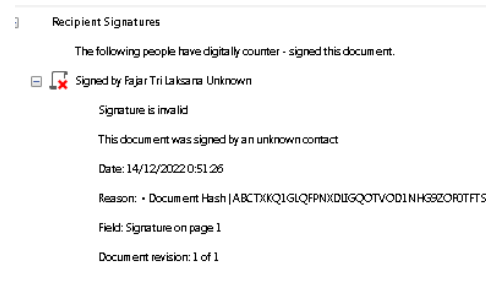 Recipient Signatures
The following people have digitally counter - signed this document.
Signed by Fajar Tri Laksana Unknown
Signature is invalid
This document was signed by an unknown contact
Date: 14/12/2022 0:51:26
Reason: • Document Hash |ABCTXKQ1GLQFPNXDLIGQOTVOD1NHG9ZOF0TFTS
Field: Signature on page 1
Document revision: 1 of 1